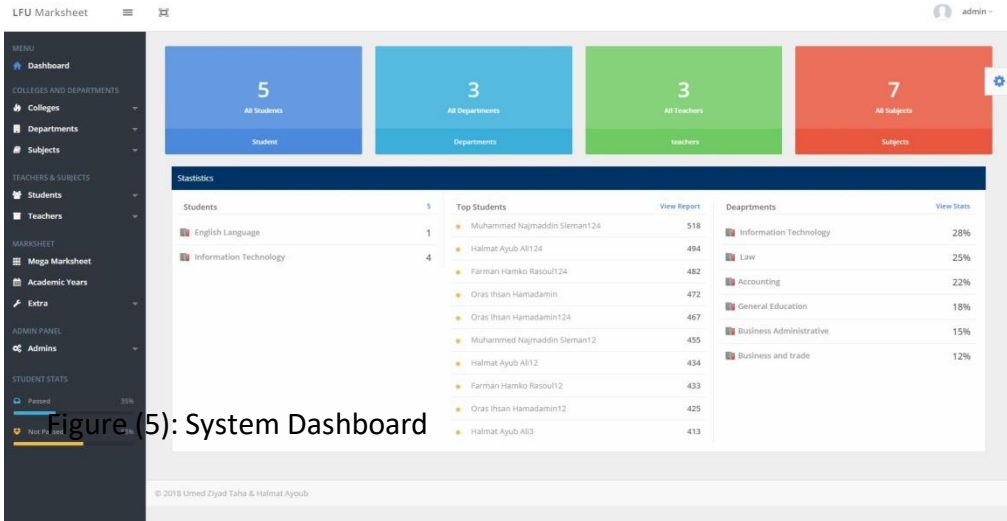 LFU Marksheet
admin
MENU
Dashboard
COLLEGES AND DEPARTMENTS
Colleges
Departments
Subjects
TEACHERS & SUBJECTS
Students
Teachers
MARKSHEET
Mega Marksheet
Academic Years
Extra
ADMIN PANEL
Admins
STUDENT STATS
Passed 35%
Not Passed
5
All Students
Student
3
All Departments
Departments
3
All Teachers
teachers
7
All Subjects
Subjects
Stastistics
Students 5
English Language 1
Information Technology 4
Top Students View Report
Muhammed Najmaddin Sleman124 518
Halmat Ayub Ali124 494
Farman Hamko Rasoul124 482
Oras Ihsan Hamadamin 472
Oras Ihsan Hamadamin124 467
Muhammed Najmaddin Sleman12 455
Halmat Ayub Ali12 434
Farman Hamko Rasoul12 433
Oras Ihsan Hamadamin12 425
Halmat Ayub Ali3 413
Deaprtments View Stats
Information Technology 28%
Law 25%
Accounting 22%
General Education 18%
Business Administrative 15%
Business and trade 12%
Figure (5): System Dashboard
© 2018 Umed Ziyad Taha & Halmat Ayoub